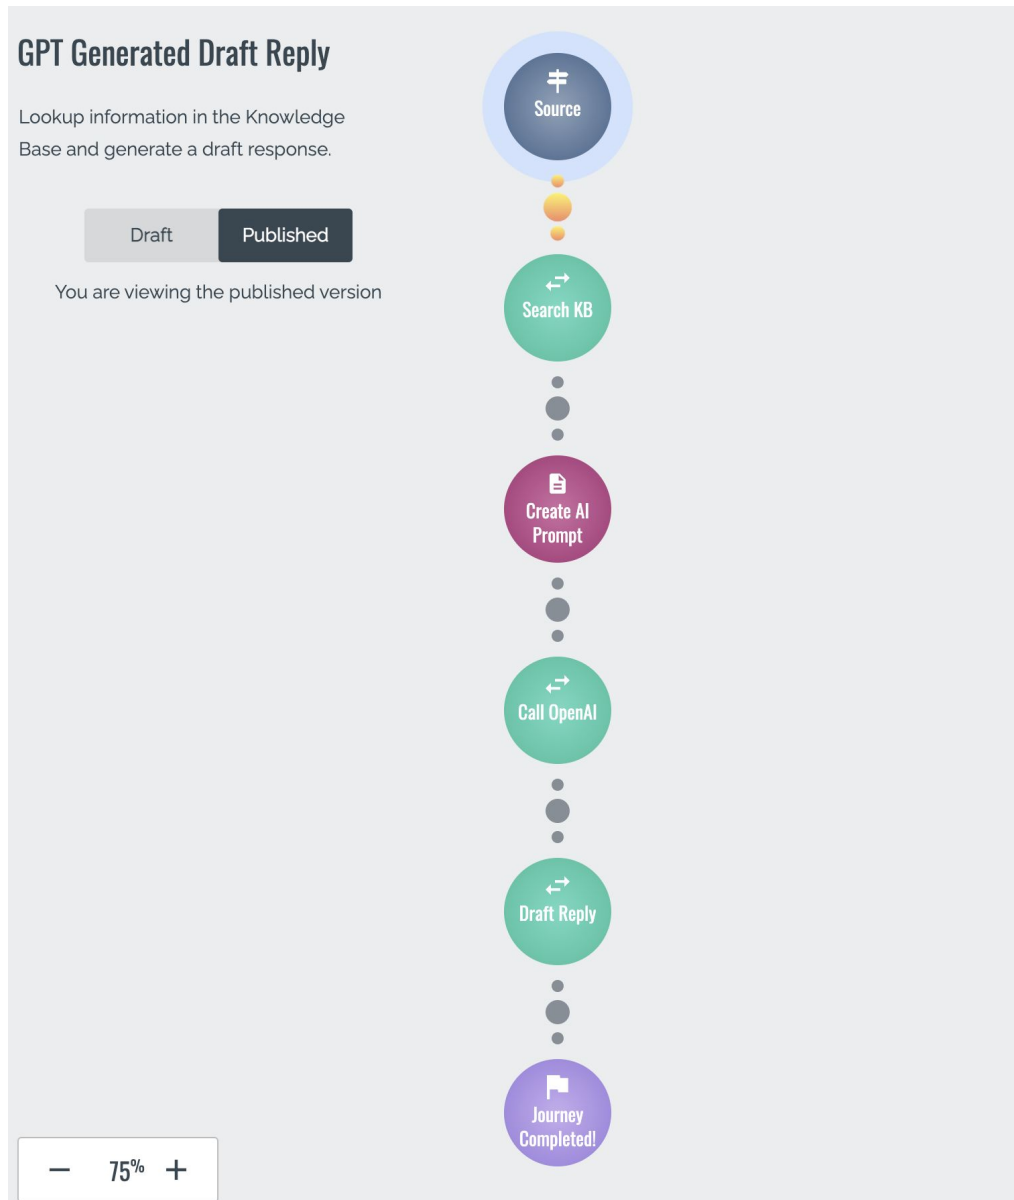 GPT Generated Draft Reply
Lookup information in the Knowledge
Base and generate a draft response.
Draft
Published
You are viewing the published version
Source
Search KB
Create AI
Prompt
Call OpenAI
Draft Reply
Journey
Completed!
− 75% +